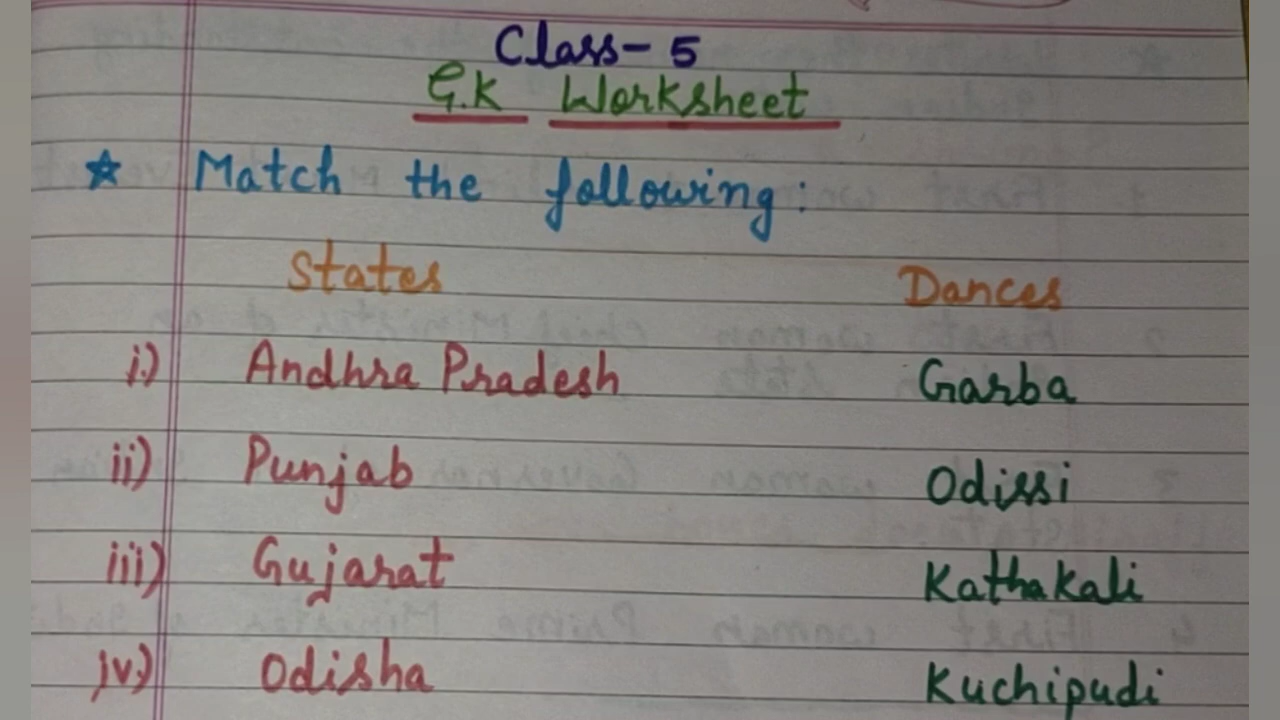 Class-5
G.K Worksheet
☆ Match the following:
States Dances
i.) Andhra Pradesh Garba
ii) Punjab Odissi
iii) Gujarat Kathakali
iv.) Odisha Kuchipudi